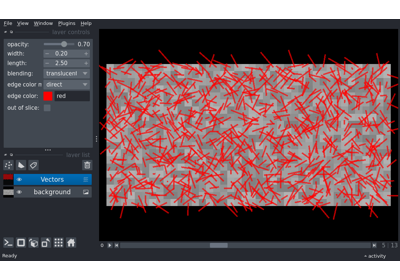 File View Window Plugins Help
layer controls
opacity: 0.70
width: 0.20
length: 2.50
blending: translucent
edge color m direct
edge color: red
out of slice:
layer list
Vectors
background
0 5 13
Ready activity